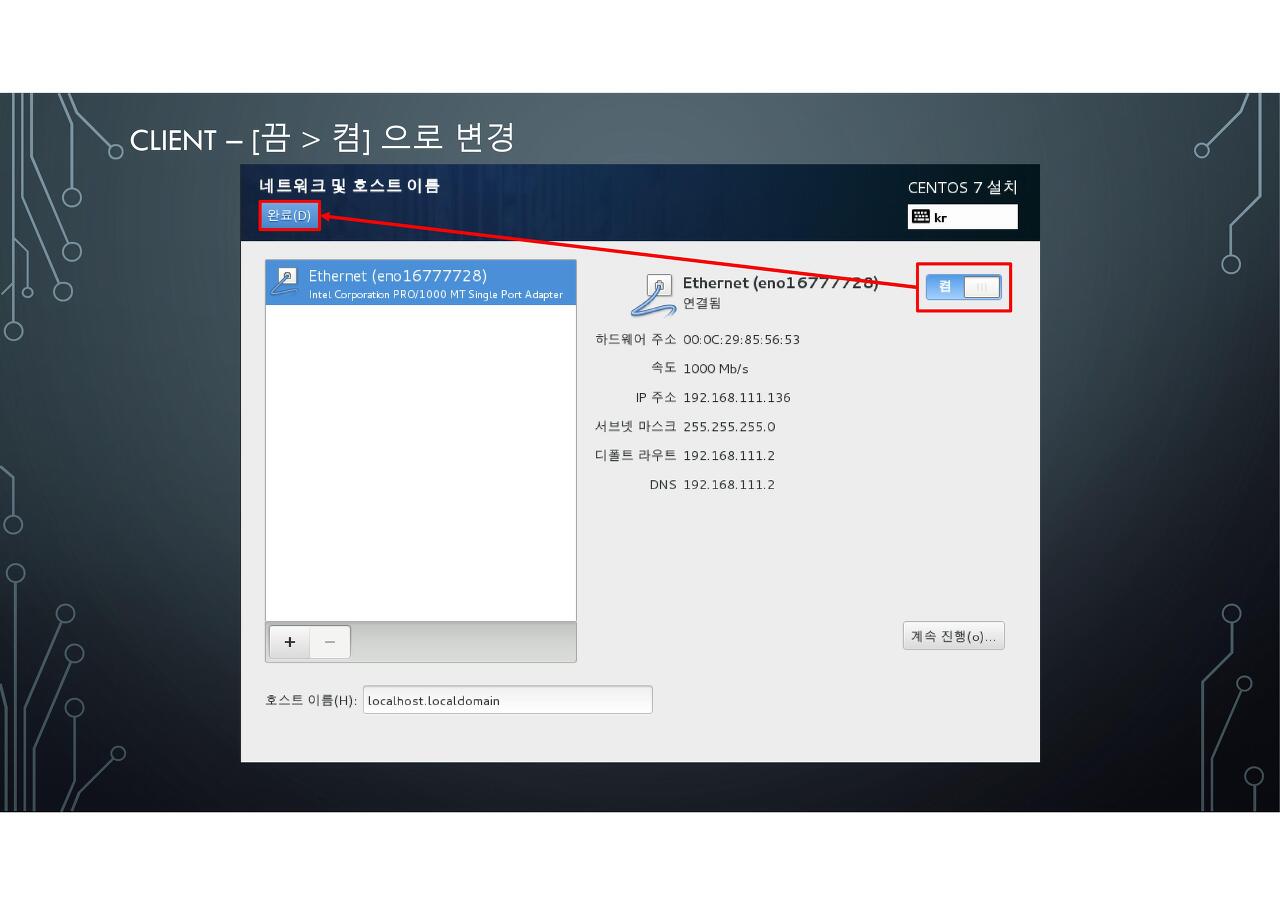 CLIENT – [끔 > 켬] 으로 변경
네트워크 및 호스트 이름
CENTOS 7 설치
완료(D)
kr
Ethernet (eno16777728)
Intel Corporation PRO/1000 MT Single Port Adapter
Ethernet (eno16777728)
연결됨
켬
하드웨어 주소 00:0C:29:85:56:53
속도 1000 Mb/s
IP 주소 192.168.111.136
서브넷 마스크 255.255.255.0
디폴트 라우트 192.168.111.2
DNS 192.168.111.2
+ −
계속 진행(o)...
호스트 이름(H): localhost.localdomain